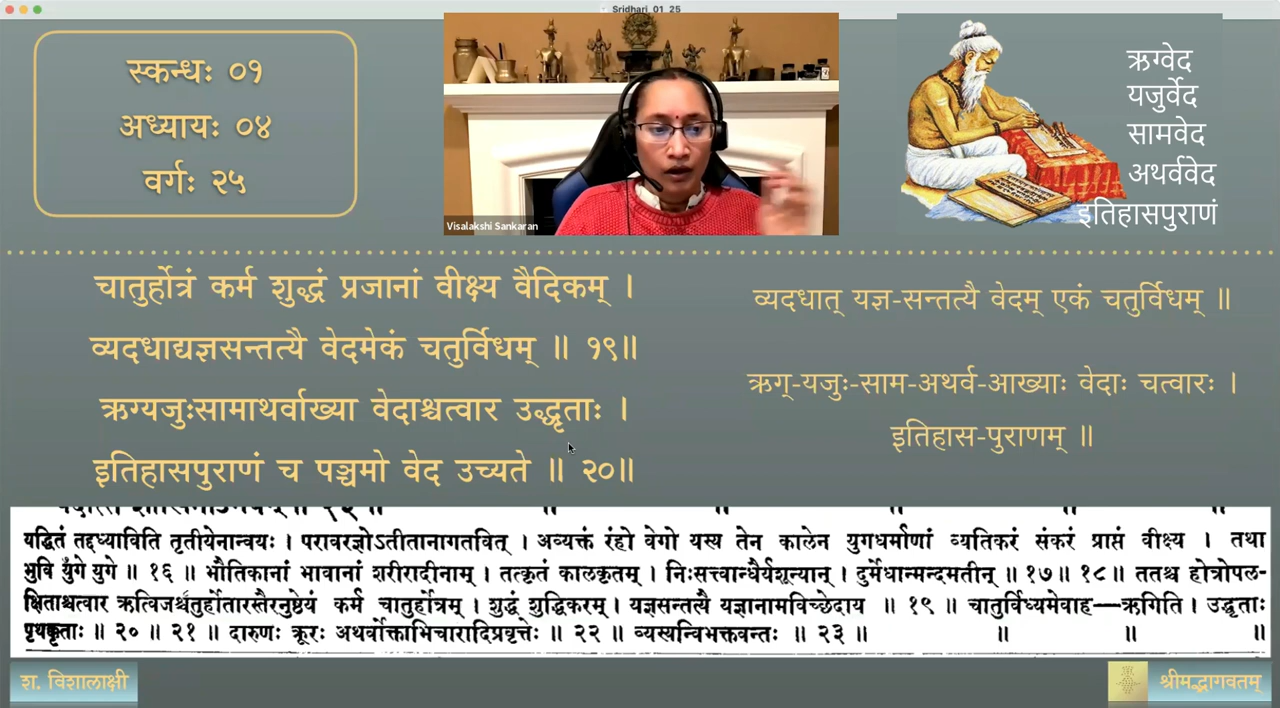 Sridhari_01_25
स्कन्धः ०१
अध्यायः ०४
वर्गः २५
Visalakshi Sankaran
ऋग्वेद
यजुर्वेद
सामवेद
अथर्ववेद
इतिहासपुराणं
चातुर्होत्रं कर्म शुद्धं प्रजानां वीक्ष्य वैदिकम् ।
व्यदधाद्यज्ञसन्तत्यै वेदमेकं चतुर्विधम् ॥ १९॥
ऋग्यजुःसामाथर्वाख्या वेदाश्चत्वार उद्धृताः ।
इतिहासपुराणं च पञ्चमो वेद उच्यते ॥ २०॥
व्यदधात् यज्ञ-सन्तत्यै वेदम् एकं चतुर्विधम् ॥
ऋग्-यजुः-साम-अथर्व-आख्याः वेदाः चत्वारः ।
इतिहास-पुराणम् ॥
यद्धितं तद्दध्याविति तृतीयेनान्वयः । परावरज्ञोऽतीतानागतवित् । अव्यक्तं रंहो वेगो यस्य तेन कालेन युगधर्माणां व्यतिकरं संकरं प्राप्तं वीक्ष्य । तथा
भुवि युगे युगे ॥ १६ ॥ भौतिकानां भावानां शरीरादीनाम् । तत्कृतं कालकृतम् । निःसत्त्वान्धैर्यशून्यान् । दुर्मेधान्मन्दमतीन् ॥ १७ ॥ १८ ॥ ततश्च होत्रोपल-
क्षिताश्चत्वार ऋत्विजश्चतुर्होतारस्तैरनुष्ठेयं कर्म चातुर्होत्रम् । शुद्धं शुद्धिकरम् । यज्ञसन्तत्यै यज्ञानामविच्छेदाय ॥ १९ ॥ चातुर्विध्यमेवाह—ऋगिति । उद्धृताः
पृथक्कृताः ॥ २० ॥ २१ ॥ दारुणः क्रूरः अथर्वोक्ताभिचारादिप्रवृत्तेः ॥ २२ ॥ व्यस्यन्विभक्तवन्तः ॥ २३ ॥ ॥ ॥ ॥
श. विशालाक्षी
श्रीमद्भागवतम्